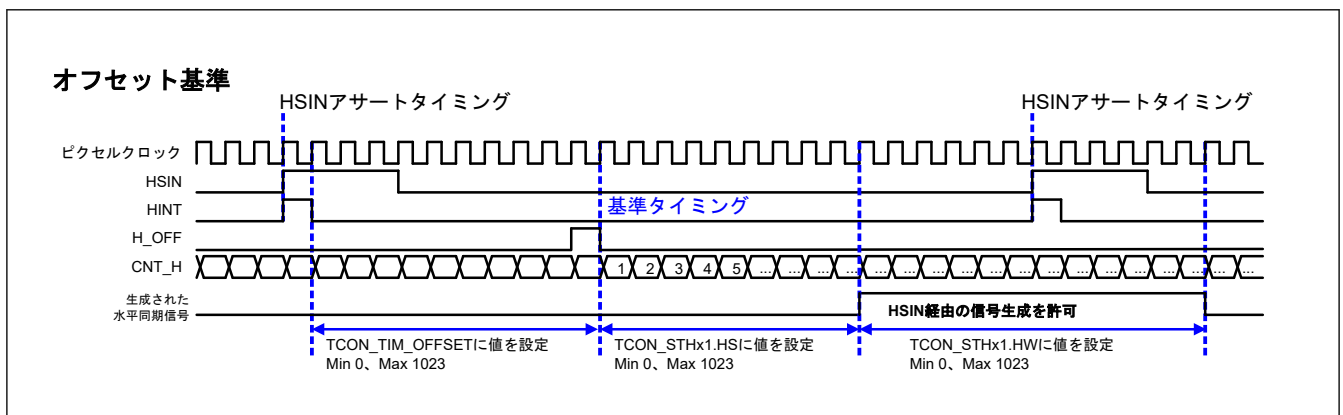 オフセット基準
HSINアサートタイミング
HSINアサートタイミング
ピクセルクロック
HSIN
HINT
基準タイミング
H_OFF
CNT_H
1 2 3 4 5 ... ... ... ... ... ... ... ... ... ... ... ... ... ... ... ... ... ...
生成された
水平同期信号
HSIN経由の信号生成を許可
TCON_TIM_OFFSETに値を設定
Min 0、Max 1023
TCON_STHx1.HSに値を設定
Min 0、Max 1023
TCON_STHx1.HWに値を設定
Min 0、Max 1023